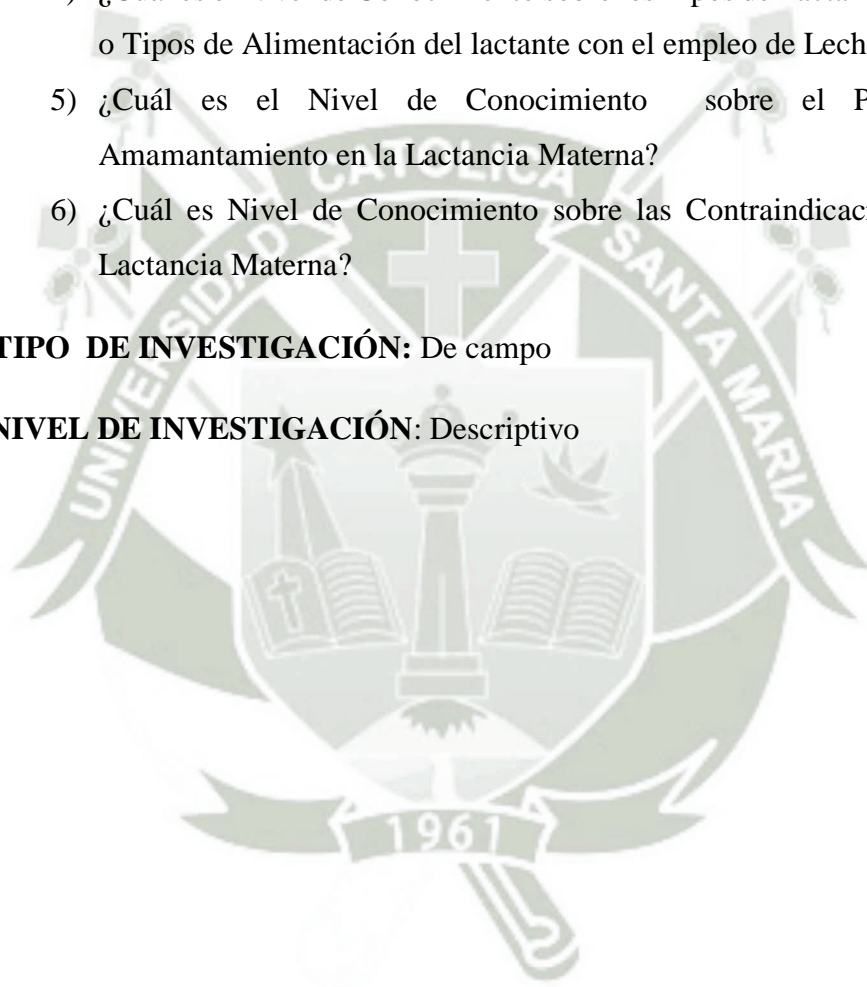 o Tipos de Alimentación del lactante con el empleo de Lech
5) ¿Cuál es el Nivel de Conocimiento sobre el P
Amamantamiento en la Lactancia Materna?
6) ¿Cuál es Nivel de Conocimiento sobre las Contraindicaci
Lactancia Materna?
TIPO DE INVESTIGACIÓN: De campo
NIVEL DE INVESTIGACIÓN: Descriptivo
UNIVERSIDAD CATOLICA SANTA MARIA
1961